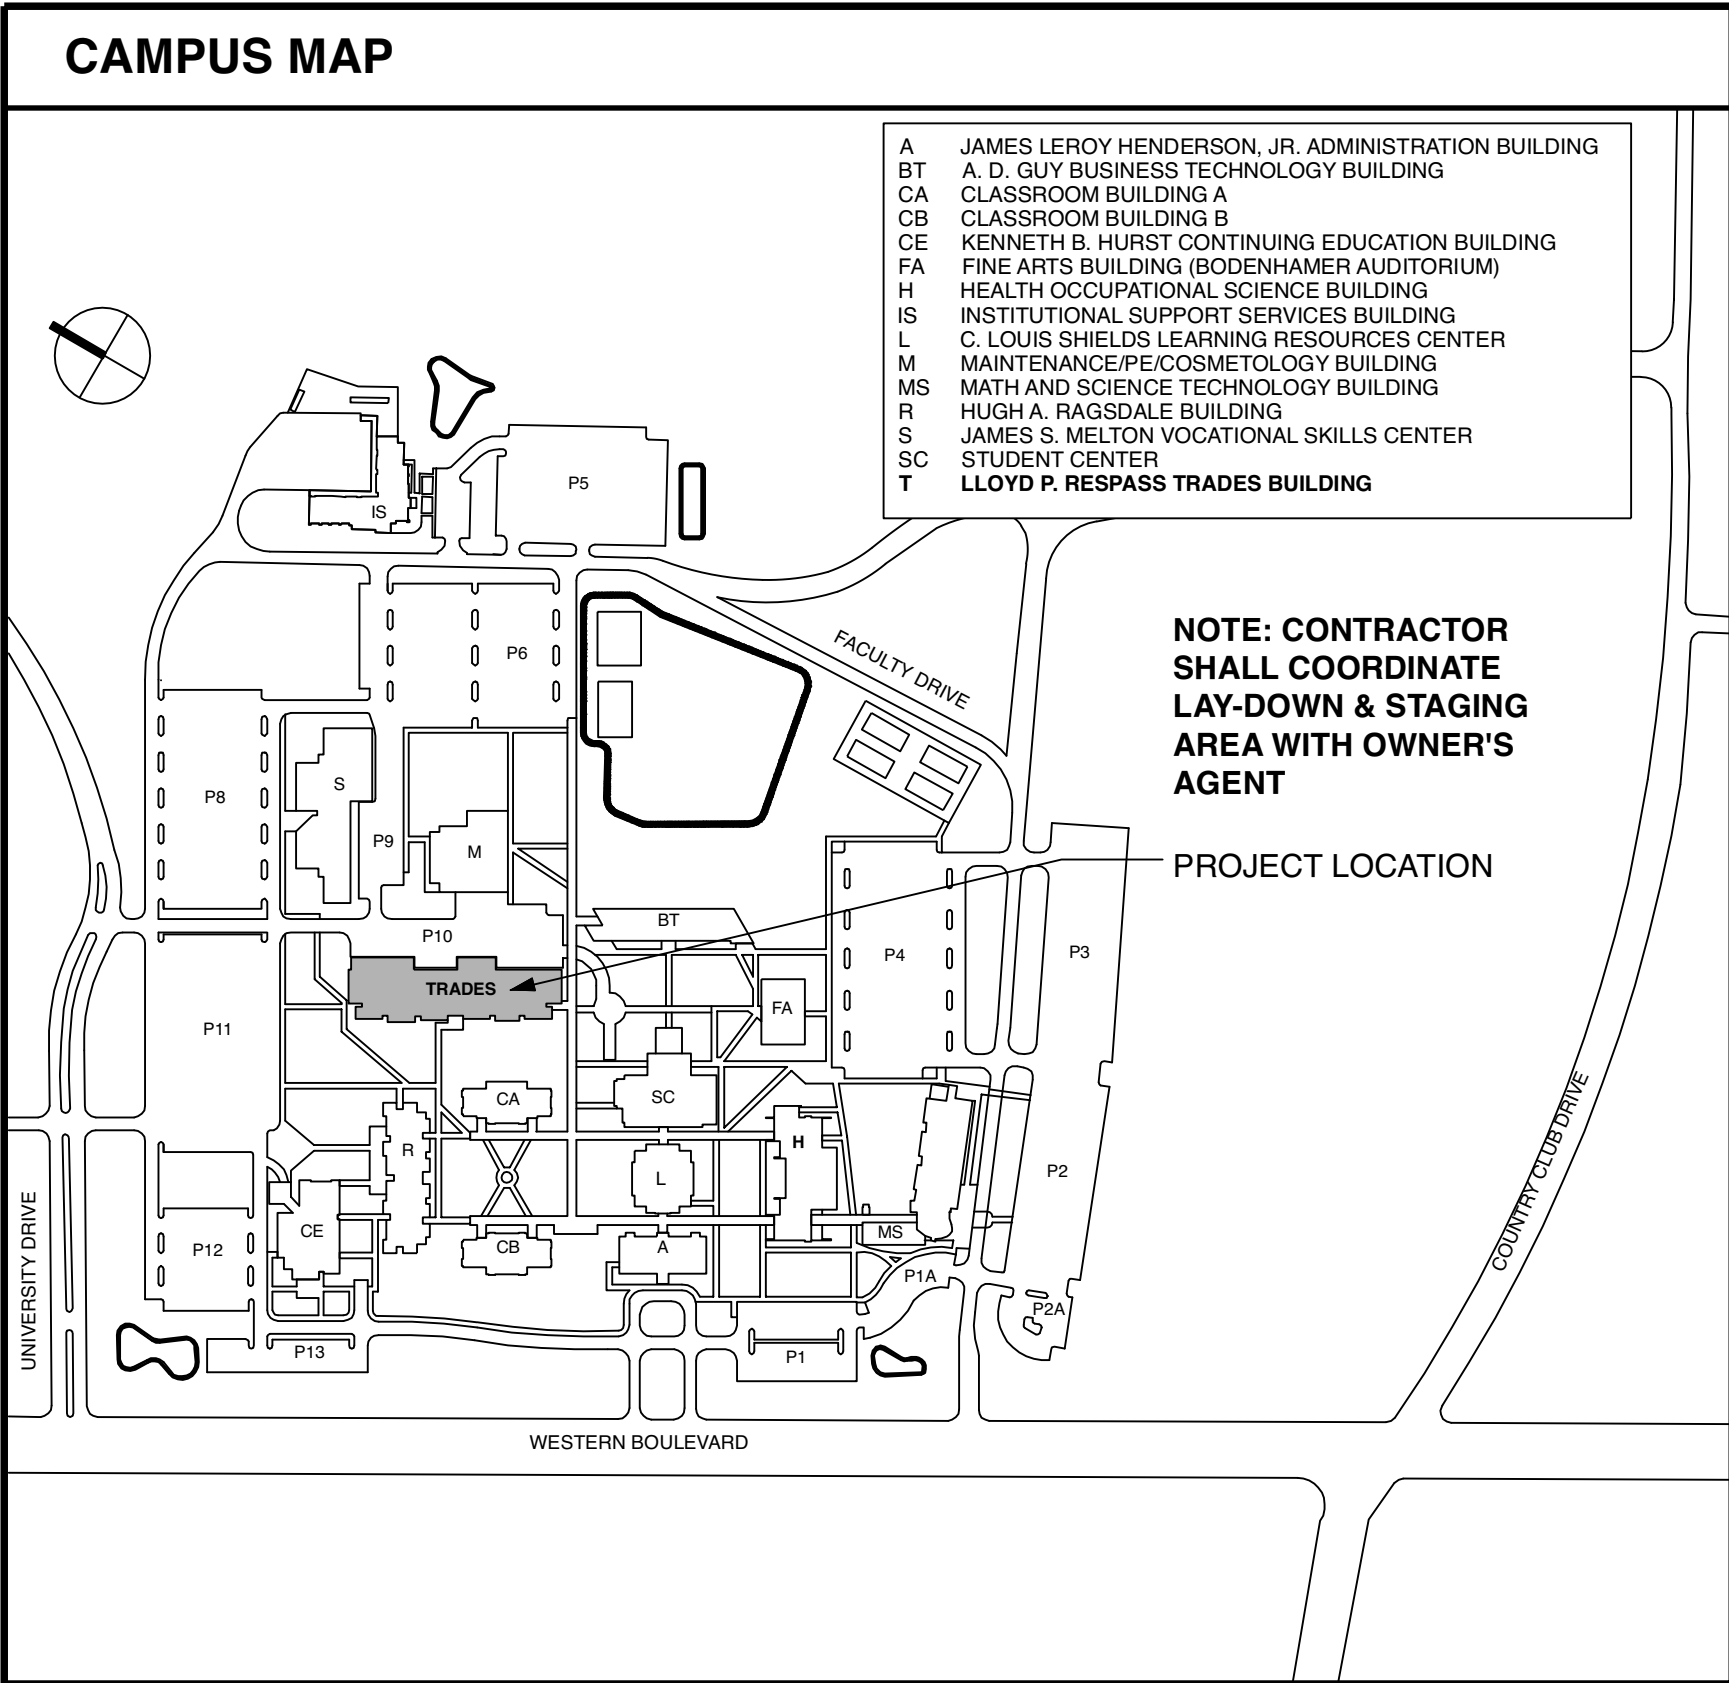 CAMPUS MAP
A JAMES LEROY HENDERSON, JR. ADMINISTRATION BUILDING
BT A. D. GUY BUSINESS TECHNOLOGY BUILDING
CA CLASSROOM BUILDING A
CB CLASSROOM BUILDING B
CE KENNETH B. HURST CONTINUING EDUCATION BUILDING
FA FINE ARTS BUILDING (BODENHAMER AUDITORIUM)
H HEALTH OCCUPATIONAL SCIENCE BUILDING
IS INSTITUTIONAL SUPPORT SERVICES BUILDING
L C. LOUIS SHIELDS LEARNING RESOURCES CENTER
M MAINTENANCE/PE/COSMETOLOGY BUILDING
MS MATH AND SCIENCE TECHNOLOGY BUILDING
R HUGH A. RAGSDALE BUILDING
S JAMES S. MELTON VOCATIONAL SKILLS CENTER
SC STUDENT CENTER
T LLOYD P. RESPASS TRADES BUILDING
P5
IS
NOTE: CONTRACTOR
SHALL COORDINATE
LAY-DOWN & STAGING
AREA WITH OWNER'S
AGENT
P6
FACULTY DRIVE
P8
S
P9
M
PROJECT LOCATION
BT
P10
P4
P3
TRADES
FA
P11
CA
SC
H
R
L
P2
COUNTRY CLUB DRIVE
UNIVERSITY DRIVE
CE
MS
P12
CB
A
P1A
P2A
P13
P1
WESTERN BOULEVARD